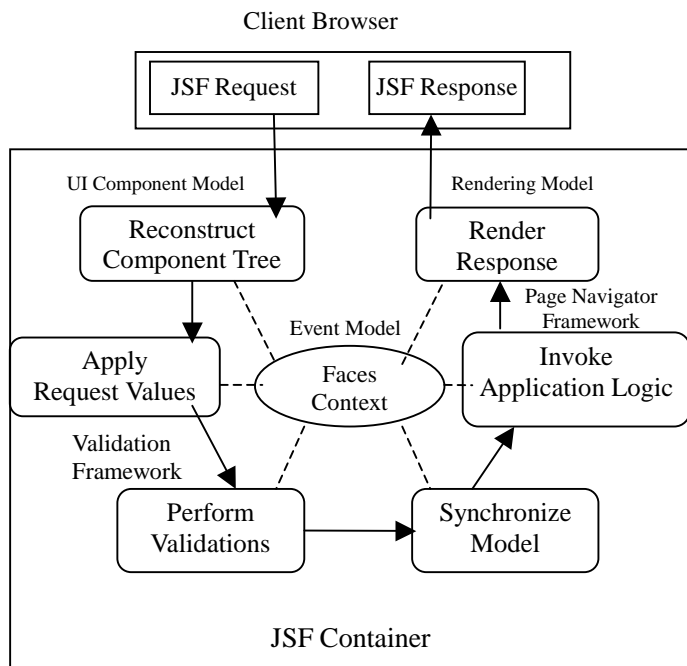 Client Browser
JSF Request
JSF Response
UI Component Model
Rendering Model
Reconstruct
Component Tree
Render
Response
Page Navigator
Framework
Event Model
Apply
Request Values
Faces
Context
Invoke
Application Logic
Validation
Framework
Perform
Validations
Synchronize
Model
JSF Container